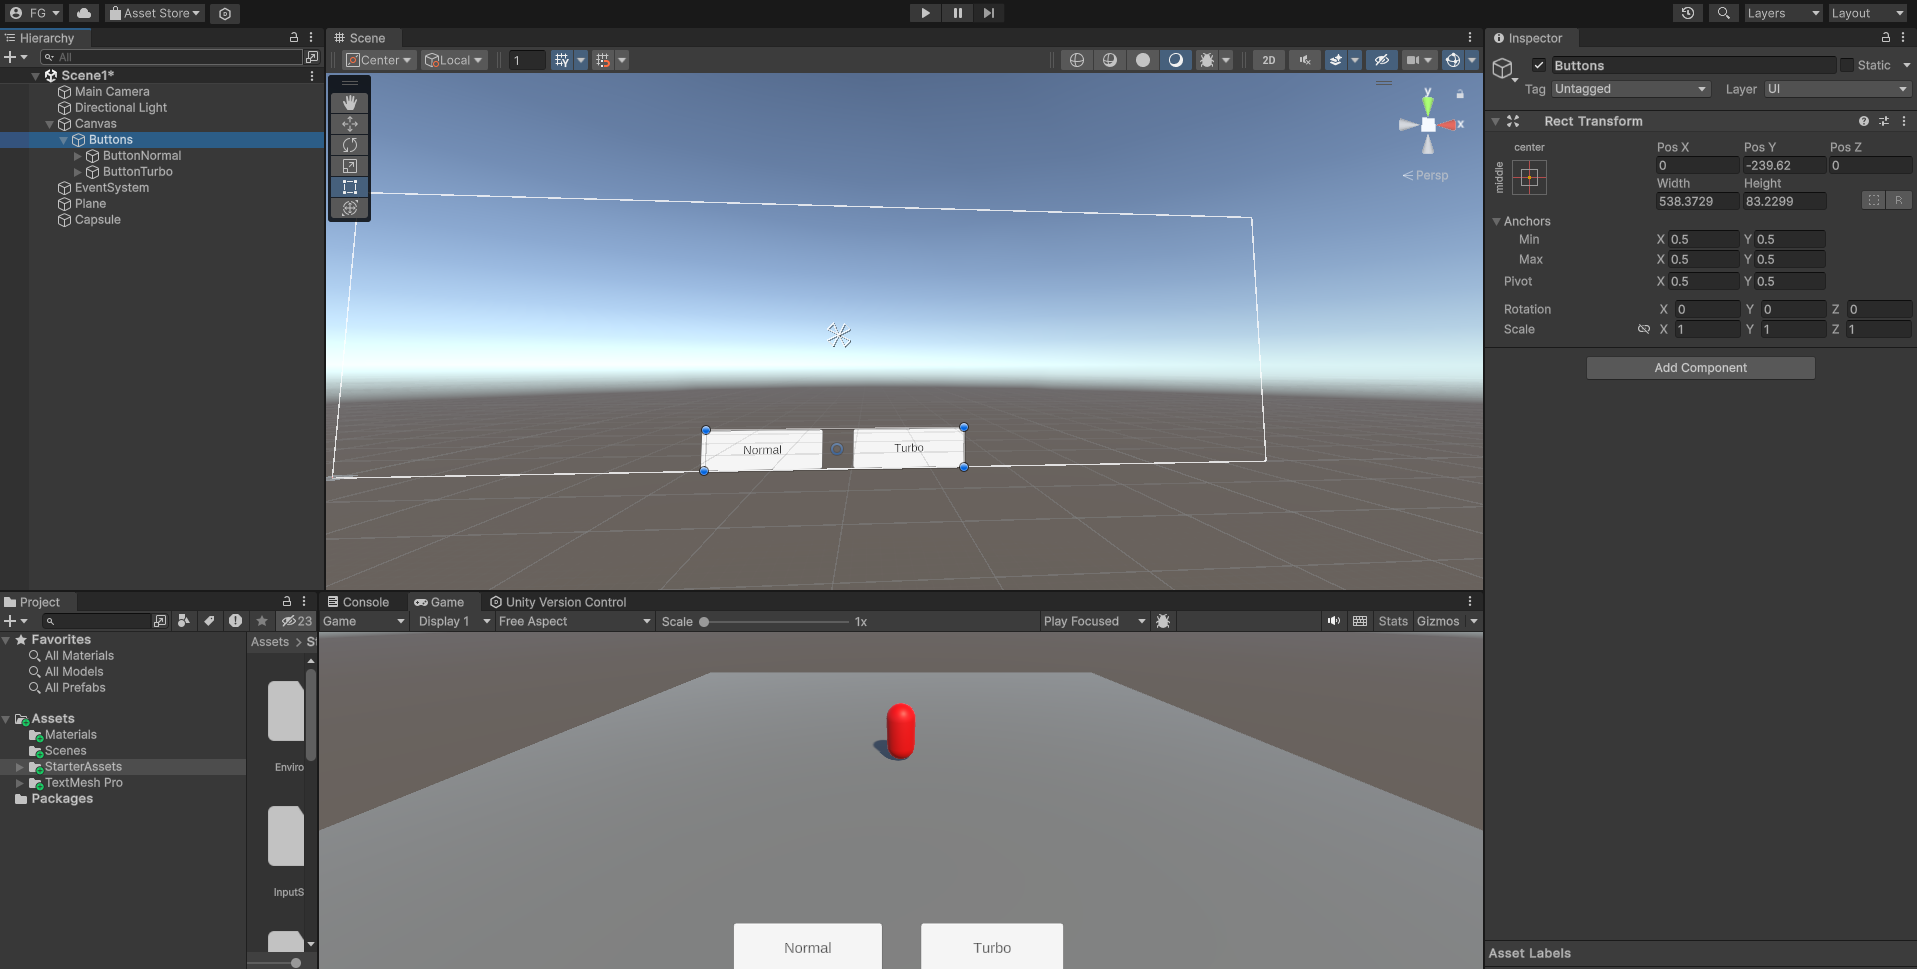 FG
Asset Store
Layers
Layout
Hierarchy
All
Scene1*
Main Camera
Directional Light
Canvas
Buttons
ButtonNormal
ButtonTurbo
EventSystem
Plane
Capsule
Scene
Center
Local
1
2D
y
x
Persp
Normal
Turbo
Inspector
Buttons
Static
Tag Untagged
Layer UI
Rect Transform
center
middle
Pos X Pos Y Pos Z
0 -239.62 0
Width Height
538.3729 83.2299
R
Anchors
Min X 0.5 Y 0.5
Max X 0.5 Y 0.5
Pivot X 0.5 Y 0.5
Rotation X 0 Y 0 Z 0
Scale X 1 Y 1 Z 1
Add Component
Asset Labels
Project
23
Favorites
All Materials
All Models
All Prefabs
Assets
Materials
Scenes
StarterAssets
TextMesh Pro
Packages
Assets > S
Enviro
InputS
Console
Game
Unity Version Control
Game
Display 1
Free Aspect
Scale 1x
Play Focused
Stats
Gizmos
Normal
Turbo